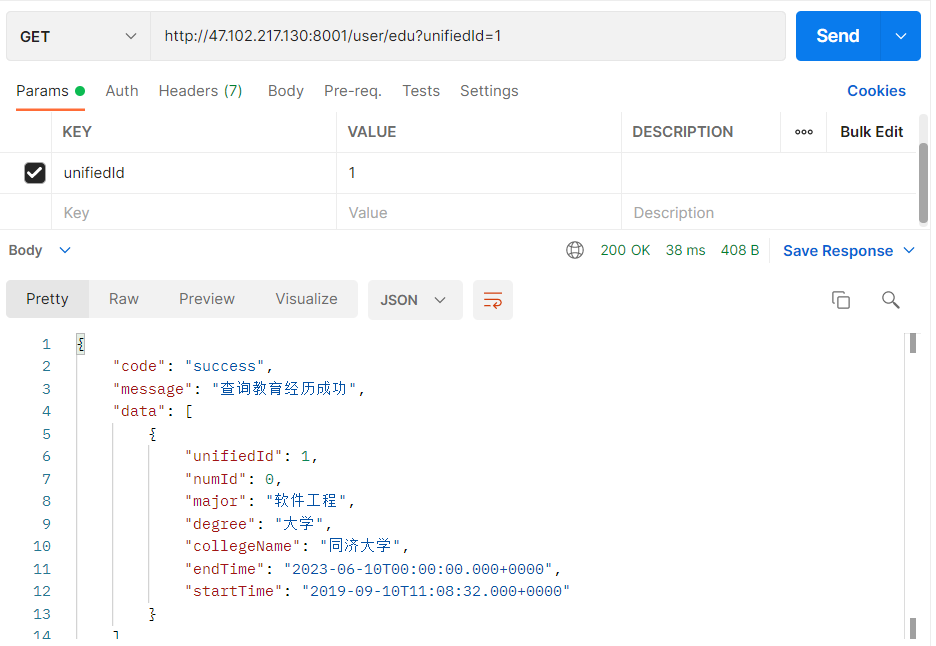 GET http://47.102.217.130:8001/user/edu?unifiedId=1 Send
Params Auth Headers (7) Body Pre-req. Tests Settings Cookies
KEY VALUE DESCRIPTION ooo Bulk Edit
unifiedId 1
Key Value Description
Body 200 OK 38 ms 408 B Save Response
Pretty Raw Preview Visualize JSON
1 {
2 "code": "success",
3 "message": "查询教育经历成功",
4 "data": [
5 {
6 "unifiedId": 1,
7 "numId": 0,
8 "major": "软件工程",
9 "degree": "大学",
10 "collegeName": "同济大学",
11 "endTime": "2023-06-10T00:00:00.000+0000",
12 "startTime": "2019-09-10T11:08:32.000+0000"
13 }
14 ]